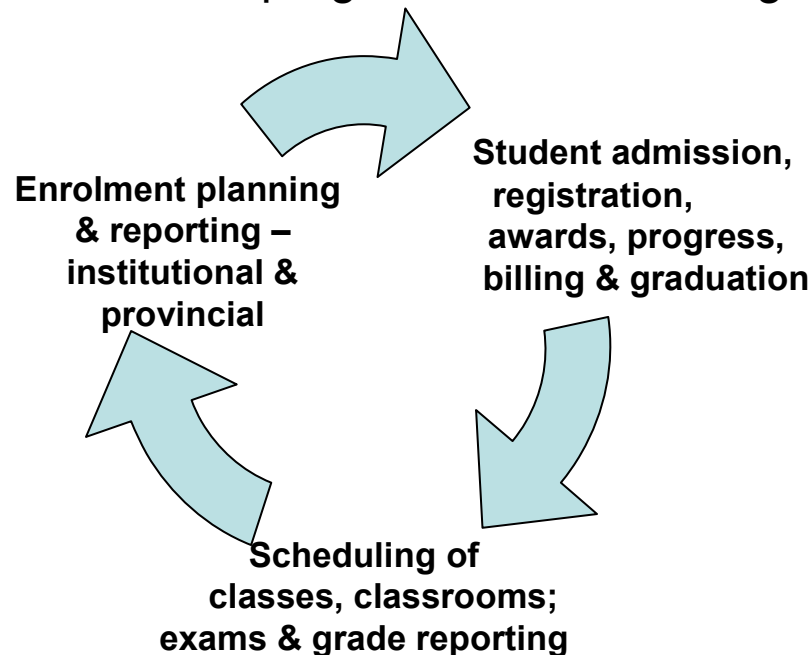 Enrolment planning
& reporting –
institutional &
provincial
Student admission,
registration,
awards, progress,
billing & graduation
Scheduling of
classes, classrooms;
exams & grade reporting